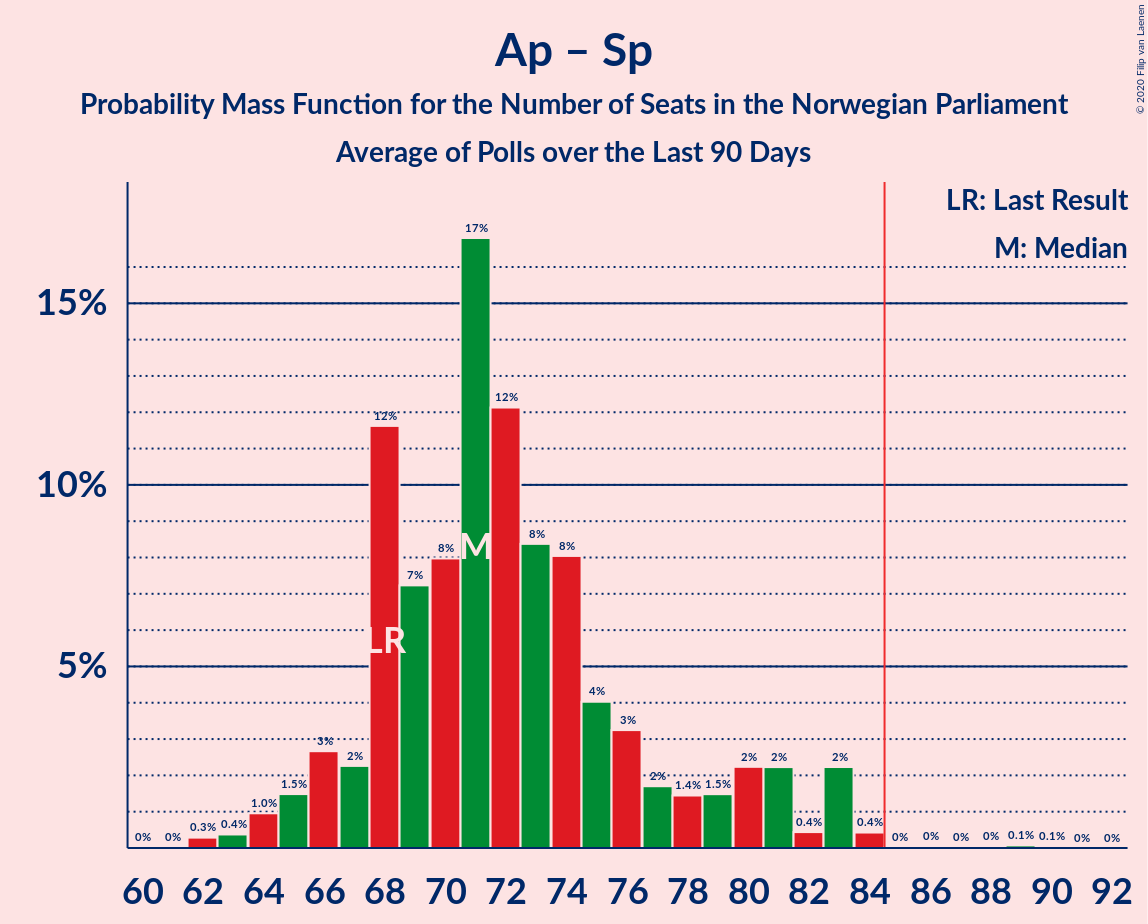 Ap – Sp
Probability Mass Function for the Number of Seats in the Norwegian Parliament
Average of Polls over the Last 90 Days
© 2020 Filip van Laenen
LR: Last Result
M: Median
15%
10%
5%
0% 0% 0.3% 0.4% 1.0% 1.5% 3% 2% 12% 7% 8% 17% 12% 8% 8% 4% 3% 2% 1.4% 1.5% 2% 2% 0.4% 2% 0.4% 0% 0% 0% 0% 0.1% 0.1% 0% 0%
LR
M
60 62 64 66 68 70 72 74 76 78 80 82 84 86 88 90 92